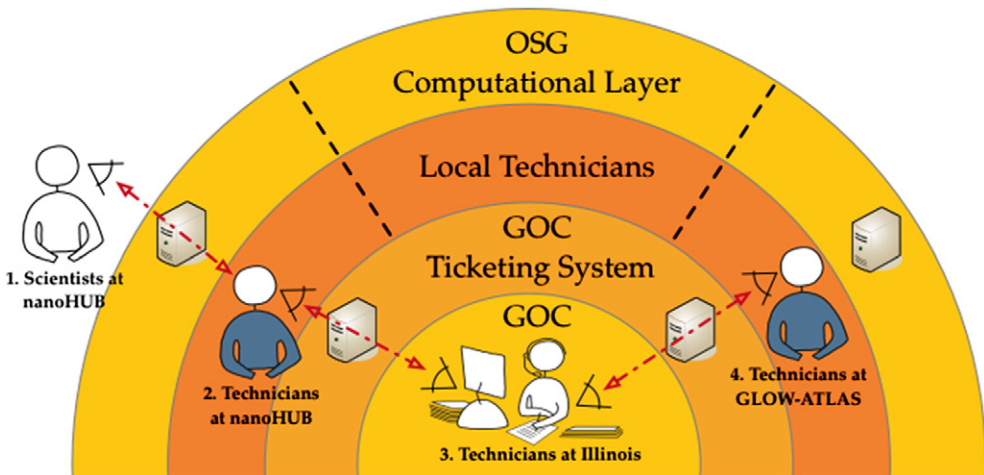 OSG
Computational Layer
Local Technicians
GOC
Ticketing System
GOC
1. Scientists at
nanoHUB
2. Technicians
at nanoHUB
3. Technicians at Illinois
4. Technicians at
GLOW-ATLAS